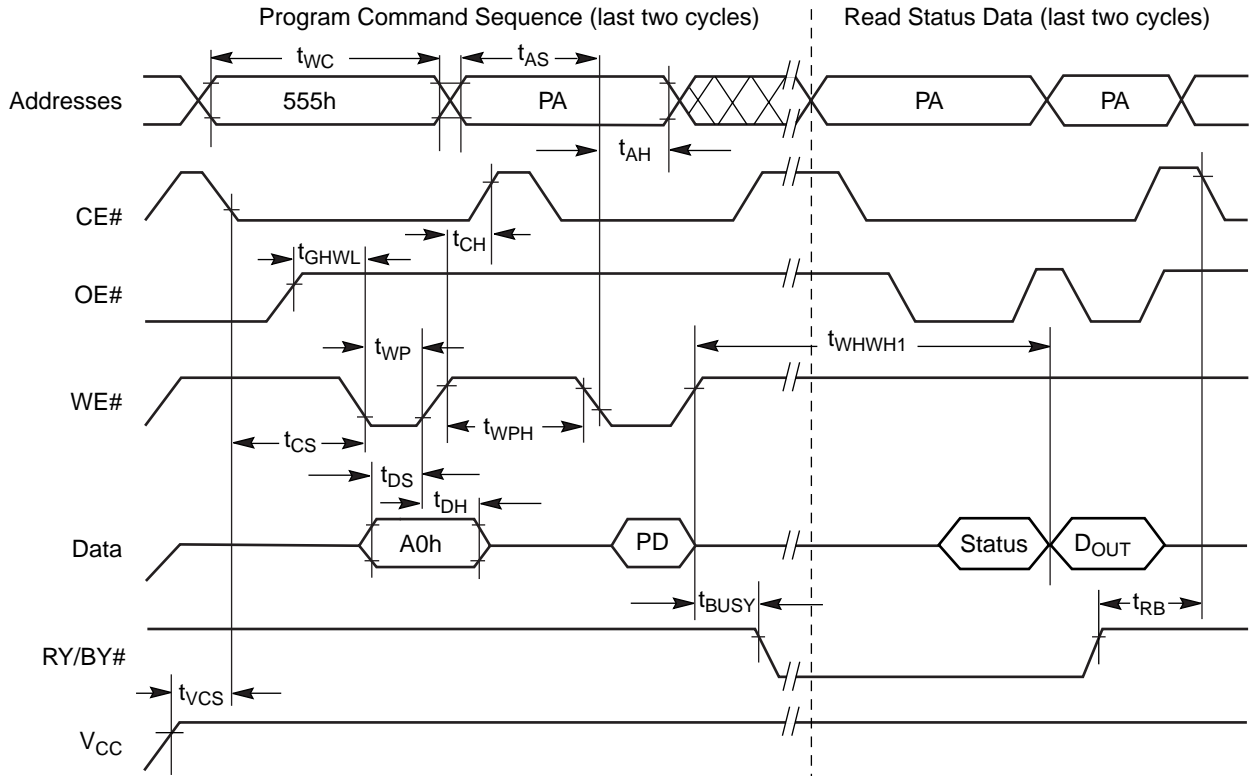 Program Command Sequence (last two cycles)
Read Status Data (last two cycles)
tWC
tAS
Addresses
555h
PA
PA
PA
tAH
CE#
tCH
tGHWL
OE#
tWP
tWHWH1
WE#
tCS
tWPH
tDS
tDH
Data
A0h
PD
Status
DOUT
tBUSY
tRB
RY/BY#
tVCS
VCC